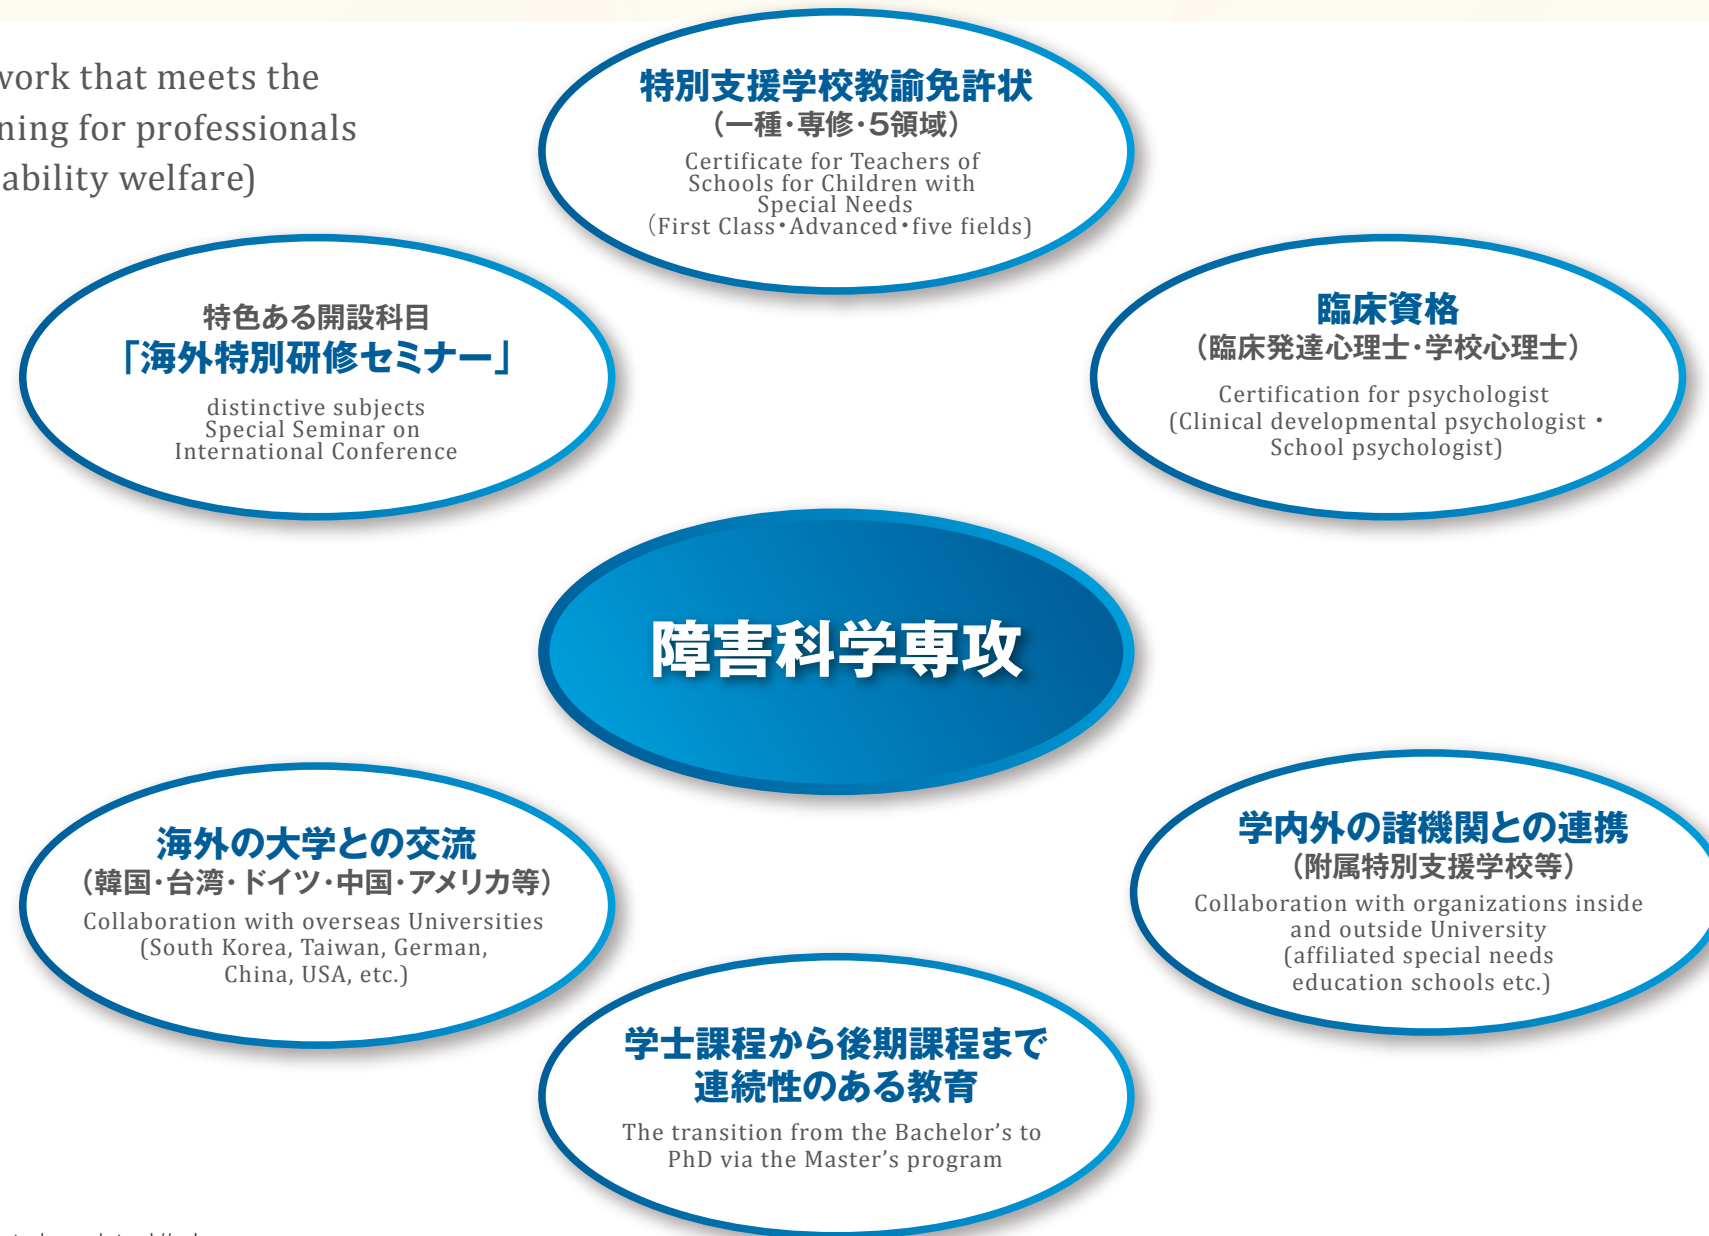 work that meets the
ning for professionals
ability welfare)
特別支援学校教諭免許状
（一種・専修・5領域）
Certificate for Teachers of
Schools for Children with
Special Needs
（First Class・Advanced・five fields)
特色ある開設科目
「海外特別研修セミナー」
distinctive subjects
Special Seminar on
International Conference
臨床資格
（臨床発達心理士・学校心理士）
Certification for psychologist
(Clinical developmental psychologist・
School psychologist)
障害科学専攻
海外の大学との交流
（韓国・台湾・ドイツ・中国・アメリカ等）
Collaboration with overseas Universities
(South Korea, Taiwan, German,
China, USA, etc.)
学内外の諸機関との連携
（附属特別支援学校等）
Collaboration with organizations inside
and outside University
(affiliated special needs
education schools etc.)
学士課程から後期課程まで
連続性のある教育
The transition from the Bachelor’s to
PhD via the Master’s program